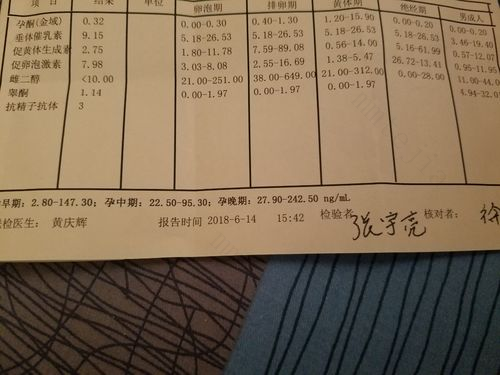 项 目 结果 单位 卵泡期 排卵期 黄体期 绝经期 男成人
孕酮(金域) 0.32 0.00-0.30 0.40-1.30 1.20-15.90 0.00-0.20 0.00-0.20
垂体催乳素 9.15 5.18-26.53 5.18-26.53 5.18-26.53 5.18-26.53 3.46-19.40
促黄体生成素 2.75 1.80-11.78 7.59-89.08 0.56-14.00 5.16-61.99 0.57-12.07
促卵泡激素 7.98 3.03-8.08 2.55-16.69 1.38-5.47 26.72-13.41 0.95-11.95
雌二醇 <10.00 21.00-251.00 38.00-649.00 21.00-312.00 0.00-28.00 11.00-44.0
睾酮 1.14 0.00-1.97 0.00-1.97 0.00-1.97 4.94-32.0
抗精子抗体 3
早期: 2.80-147.30; 孕中期: 22.50-95.30; 孕晚期: 27.90-242.50 ng/mL
检医生: 黄庆辉 报告时间 2018-6-14 15:42 检验者 张宇亮 核对者: 徐